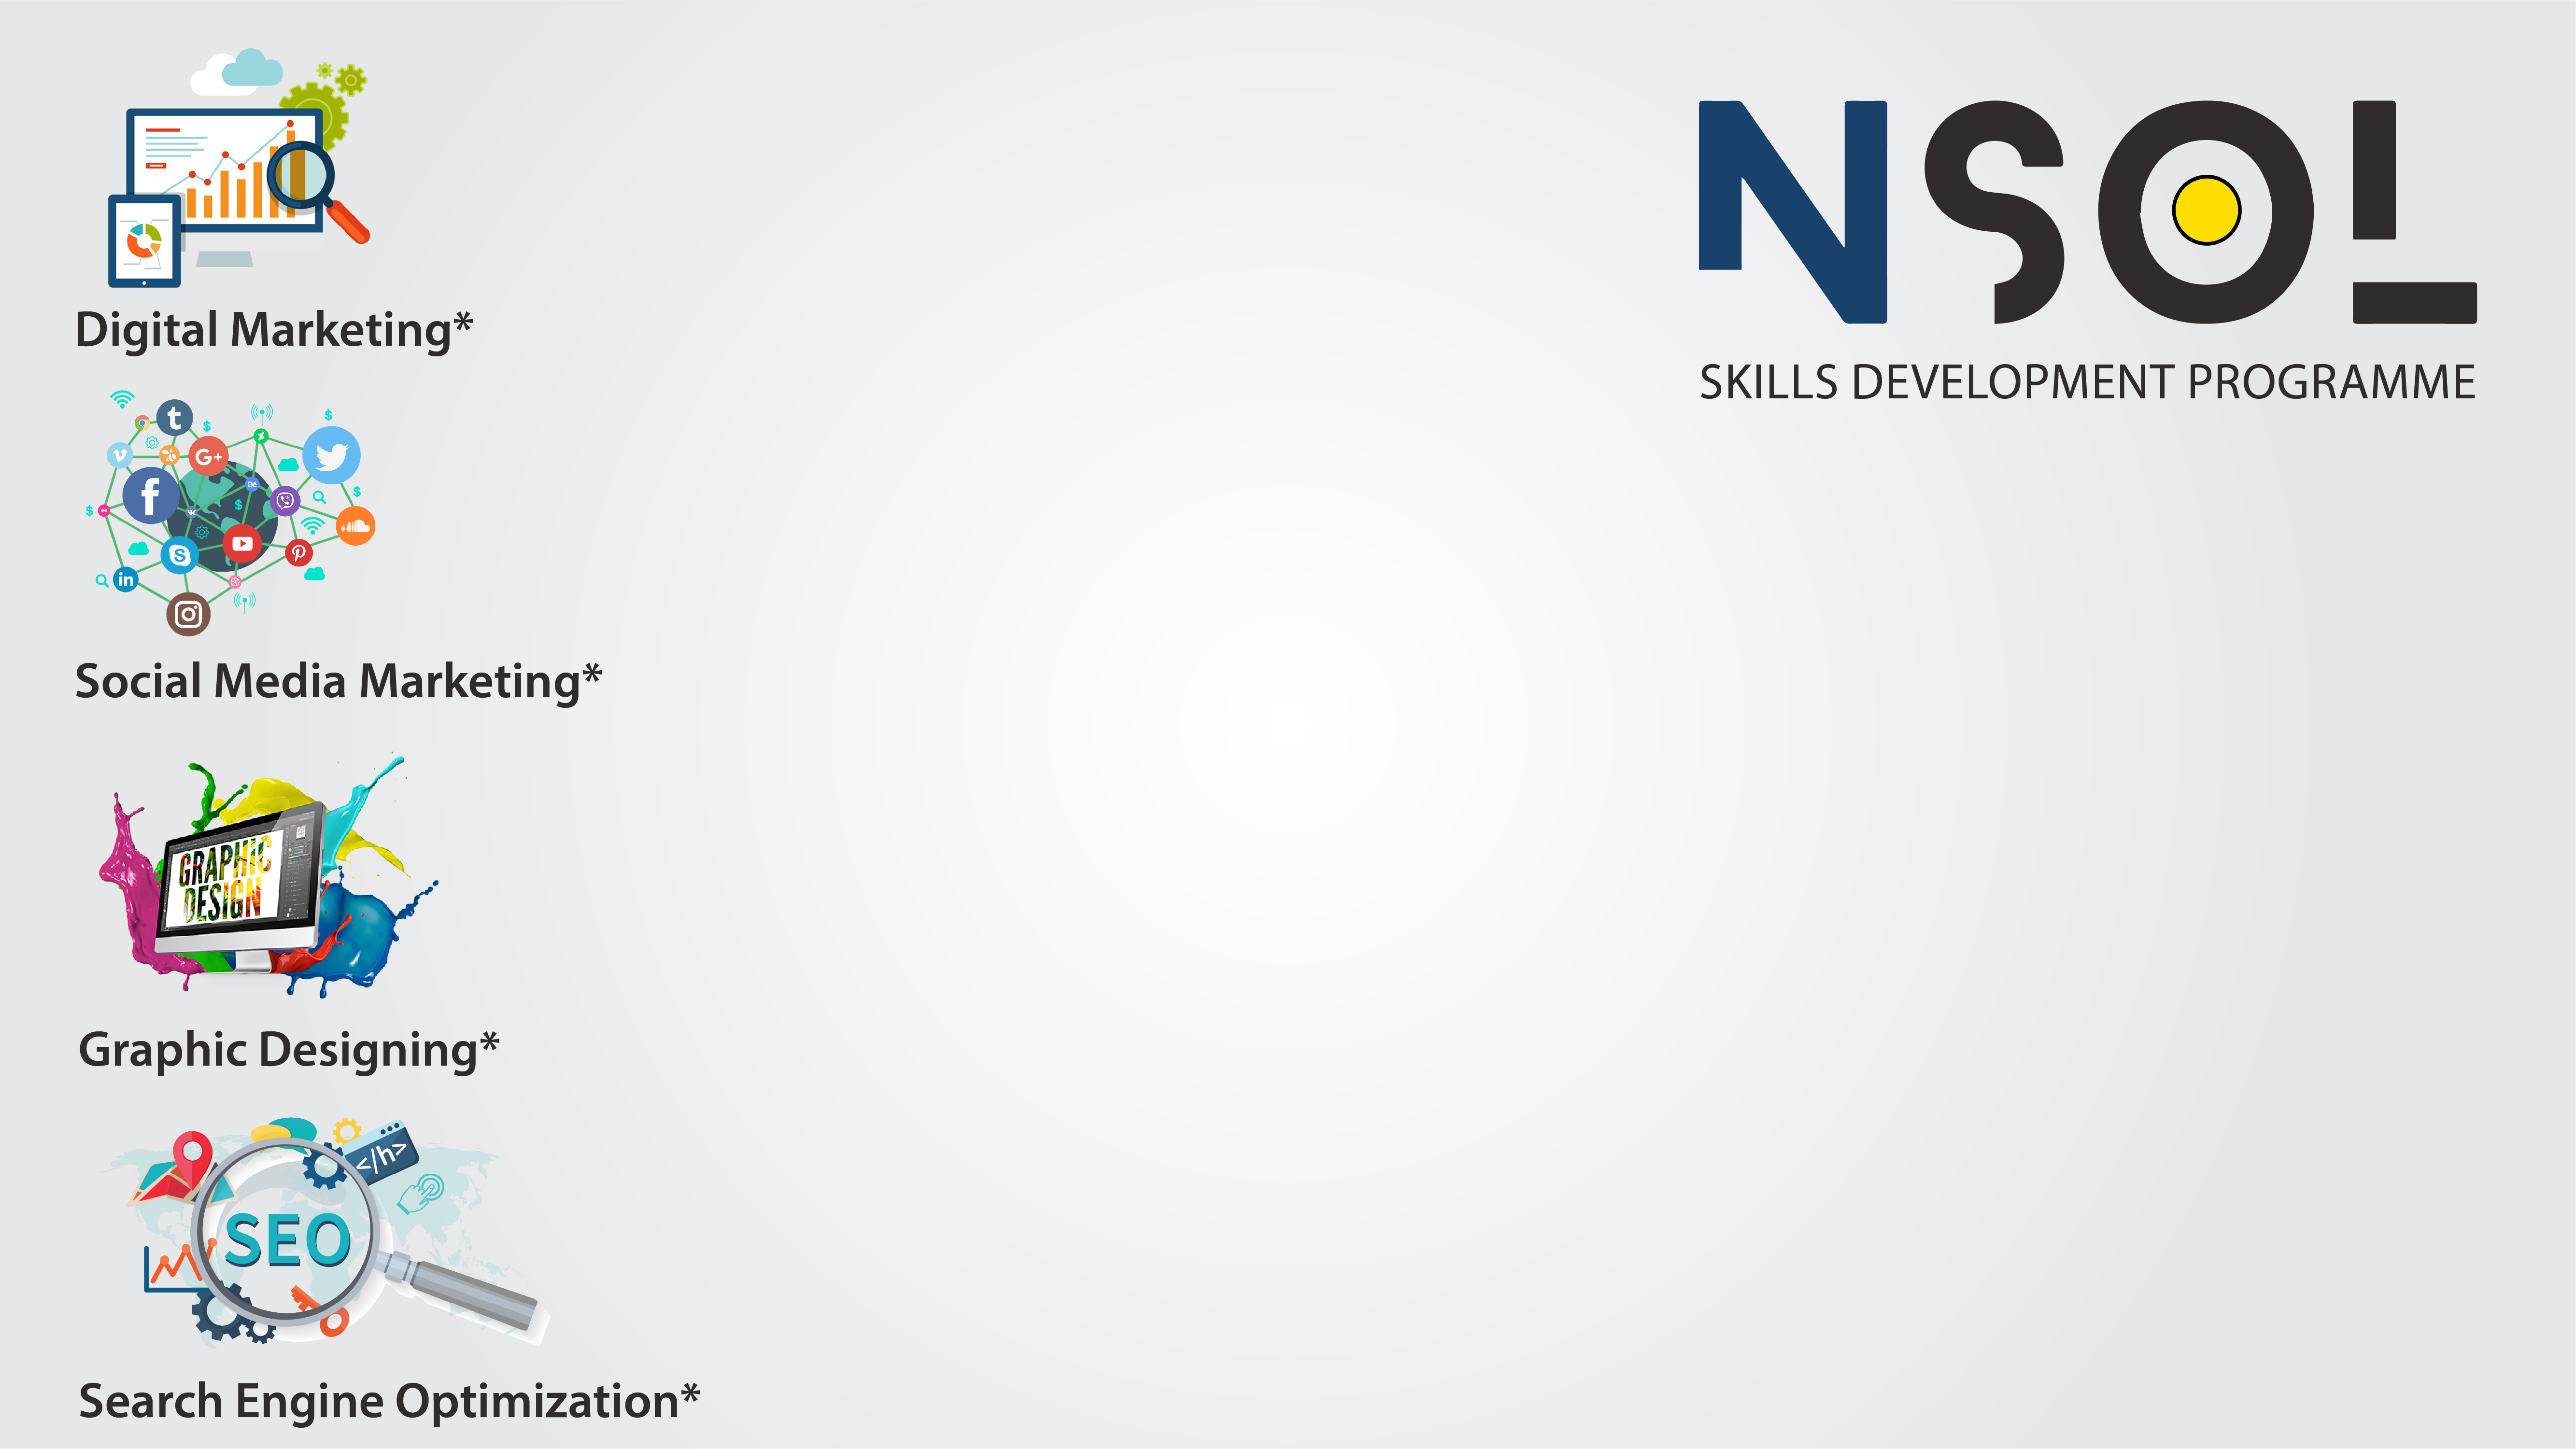 NSOL
SKILLS DEVELOPMENT PROGRAMME
Digital Marketing*
Social Media Marketing*
GRAPHIC
DESIGN
Graphic Designing*
</h>
SEO
Search Engine Optimization*